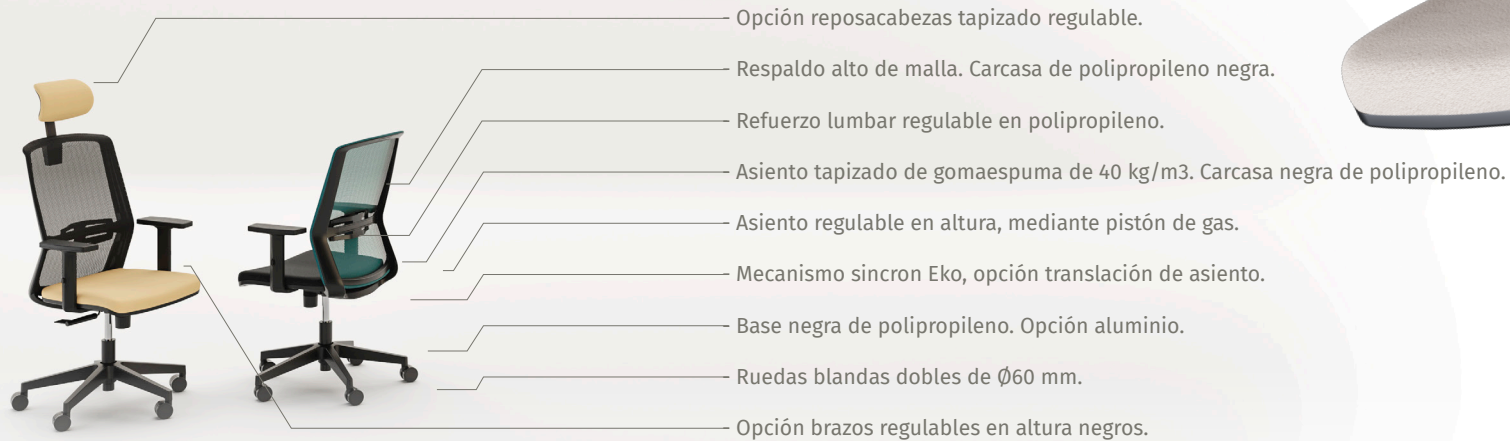 Opción reposacabezas tapizado regulable.
Respaldo alto de malla. Carcasa de polipropileno negra.
Refuerzo lumbar regulable en polipropileno.
Asiento tapizado de gomaespuma de 40 kg/m3. Carcasa negra de polipropileno.
Asiento regulable en altura, mediante pistón de gas.
Mecanismo sincron Eko, opción translación de asiento.
Base negra de polipropileno. Opción aluminio.
Ruedas blandas dobles de Ø60 mm.
Opción brazos regulables en altura negros.